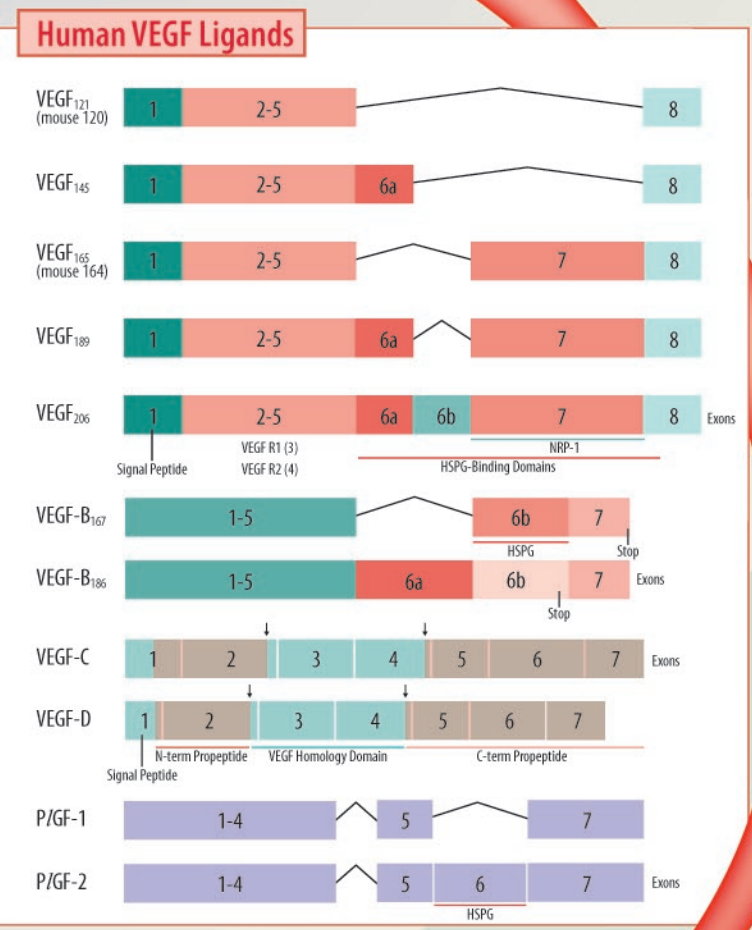 Human VEGF Ligands
VEGF121
(mouse 120)
1 2-5 8
VEGF145
1 2-5 6a 8
VEGF165
(mouse 164)
1 2-5 7 8
VEGF189
1 2-5 6a 7 8
VEGF206
1 2-5 6a 6b 7 8 Exons
VEGF R1 (3) NRP-1
Signal Peptide VEGF R2 (4) HSPG-Binding Domains
VEGF-B167
1-5 6b 7
HSPG Stop
VEGF-B186
1-5 6a 6b 7 Exons
Stop
VEGF-C 1 2 3 4 5 6 7 Exons
VEGF-D 1 2 3 4 5 6 7
N-term Propeptide VEGF Homology Domain C-term Propeptide
Signal Peptide
P/GF-1 1-4 5 7
P/GF-2 1-4 5 6 7 Exons
HSPG